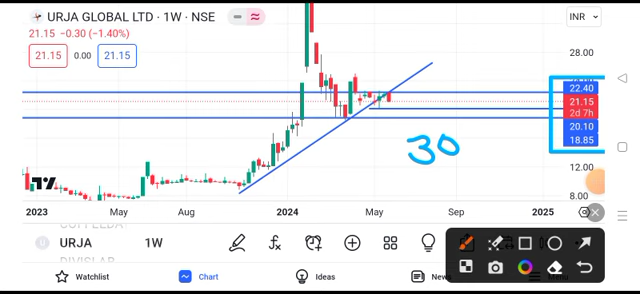 URJA GLOBAL LTD · 1W · NSE
INR
21.15 −0.30 (−1.40%)
21.15 0.00 21.15
28.00
22.40
21.15
2d 7h
20.10
18.85
30
12.00
8.00
2023 May Aug 2024 May Sep 2025
URJA 1W
Watchlist Chart Ideas News Menu